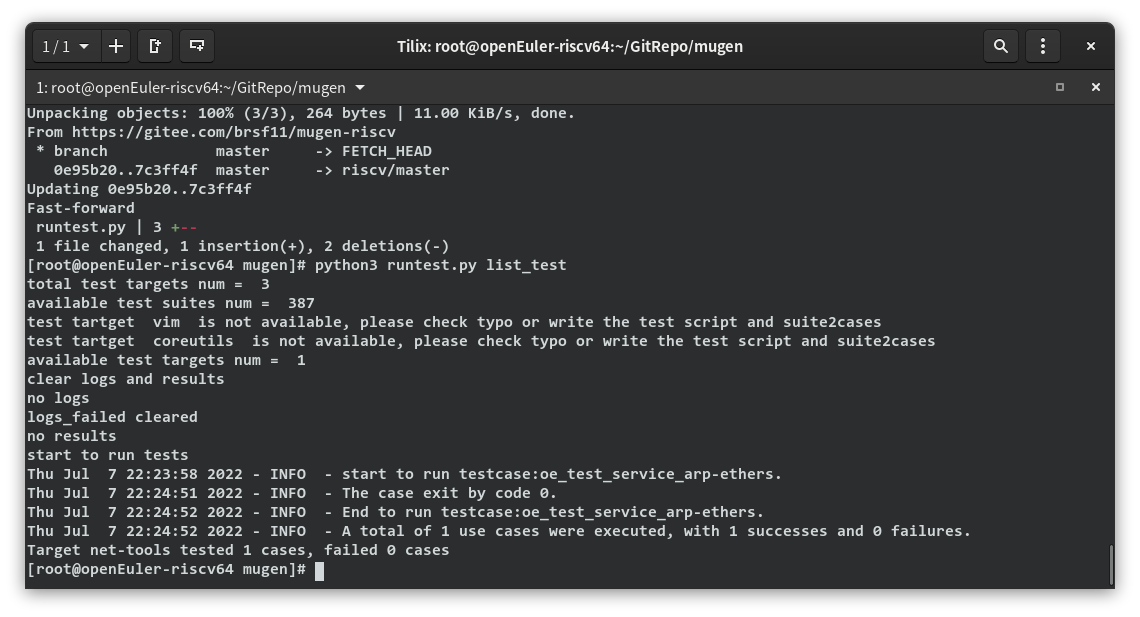 1 / 1
Tilix: root@openEuler-riscv64:~/GitRepo/mugen
1: root@openEuler-riscv64:~/GitRepo/mugen
Unpacking objects: 100% (3/3), 264 bytes | 11.00 KiB/s, done.
From https://gitee.com/brsf11/mugen-riscv
 * branch            master     -> FETCH_HEAD
   0e95b20..7c3ff4f  master     -> riscv/master
Updating 0e95b20..7c3ff4f
Fast-forward
 runtest.py | 3 +--
 1 file changed, 1 insertion(+), 2 deletions(-)
[root@openEuler-riscv64 mugen]# python3 runtest.py list_test
total test targets num =  3
available test suites num =  387
test tartget  vim  is not available, please check typo or write the test script and suite2cases
test tartget  coreutils  is not available, please check typo or write the test script and suite2cases
available test targets num =  1
clear logs and results
no logs
logs_failed cleared
no results
start to run tests
Thu Jul  7 22:23:58 2022 - INFO  - start to run testcase:oe_test_service_arp-ethers.
Thu Jul  7 22:24:51 2022 - INFO  - The case exit by code 0.
Thu Jul  7 22:24:52 2022 - INFO  - End to run testcase:oe_test_service_arp-ethers.
Thu Jul  7 22:24:52 2022 - INFO  - A total of 1 use cases were executed, with 1 successes and 0 failures.
Target net-tools tested 1 cases, failed 0 cases
[root@openEuler-riscv64 mugen]#